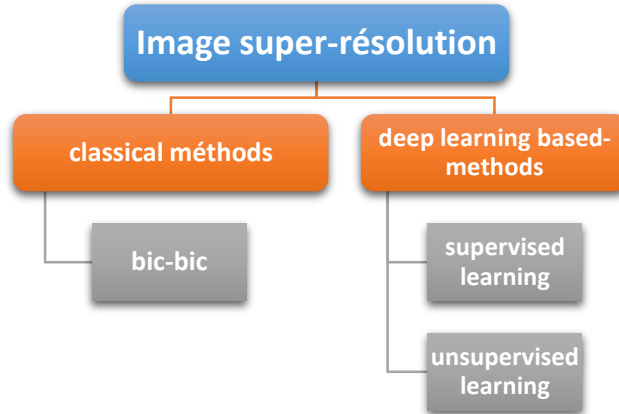 Image super-résolution
classical méthods
deep learning based-
methods
bic-bic
supervised
learning
unsupervised
learning